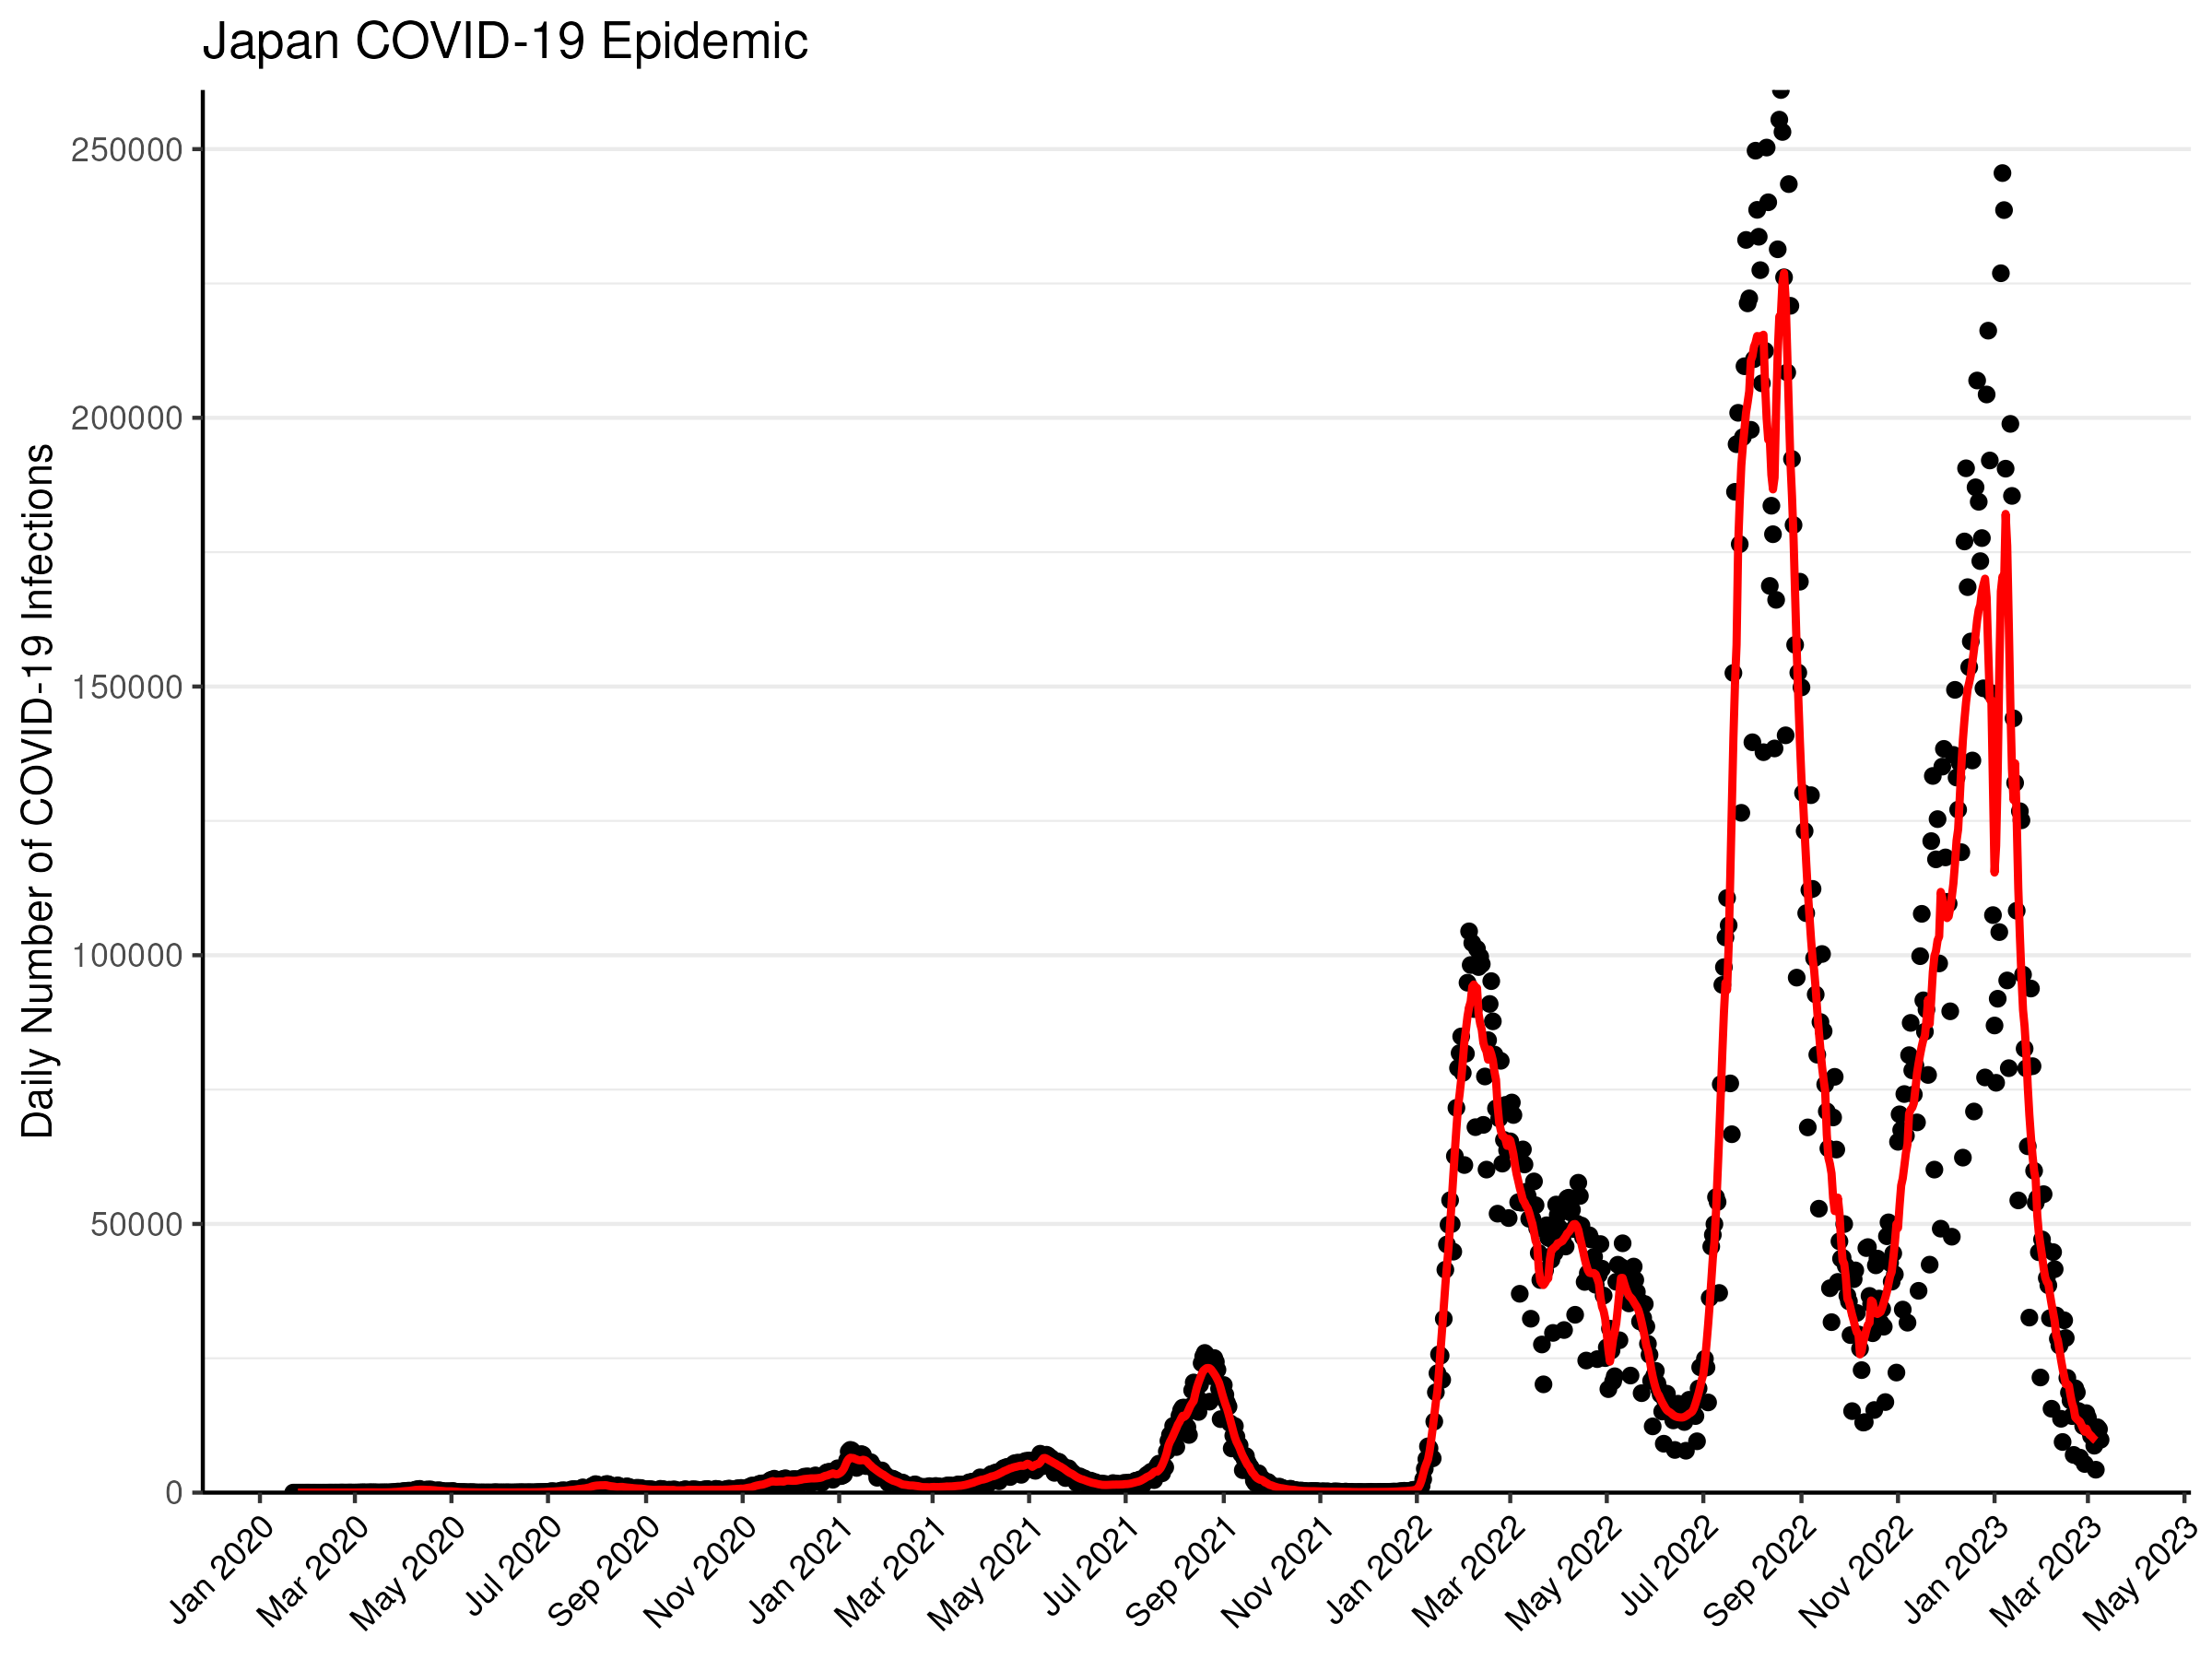 Japan COVID-19 Epidemic
Daily Number of COVID-19 Infections
250000
200000
150000
100000
50000
0
Jan 2020
Mar 2020
May 2020
Jul 2020
Sep 2020
Nov 2020
Jan 2021
Mar 2021
May 2021
Jul 2021
Sep 2021
Nov 2021
Jan 2022
Mar 2022
May 2022
Jul 2022
Sep 2022
Nov 2022
Jan 2023
Mar 2023
May 2023